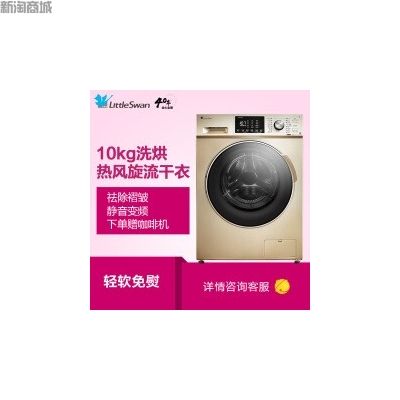 新淘商城
LittleSwan
10kg洗烘
热风旋流干衣
祛除褶皱
静音变频
下单赠咖啡机
轻软免熨
详情咨询客服